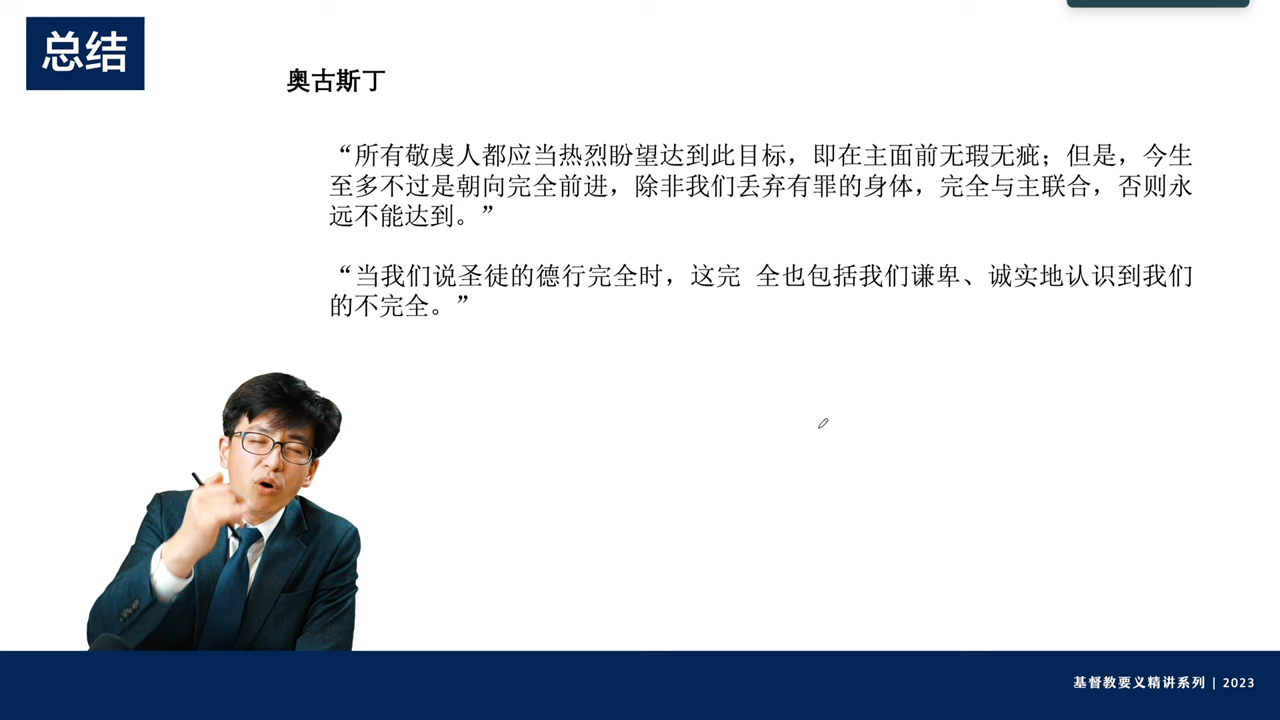 总结
奥古斯丁
“所有敬虔人都应当热烈盼望达到此目标，即在主面前无瑕无疵；但是，今生
至多不过是朝向完全前进，除非我们丢弃有罪的身体，完全与主联合，否则永
远不能达到。”
“当我们说圣徒的德行完全时，这完 全也包括我们谦卑、诚实地认识到我们
的不完全。”
基督教要义精讲系列 | 2023